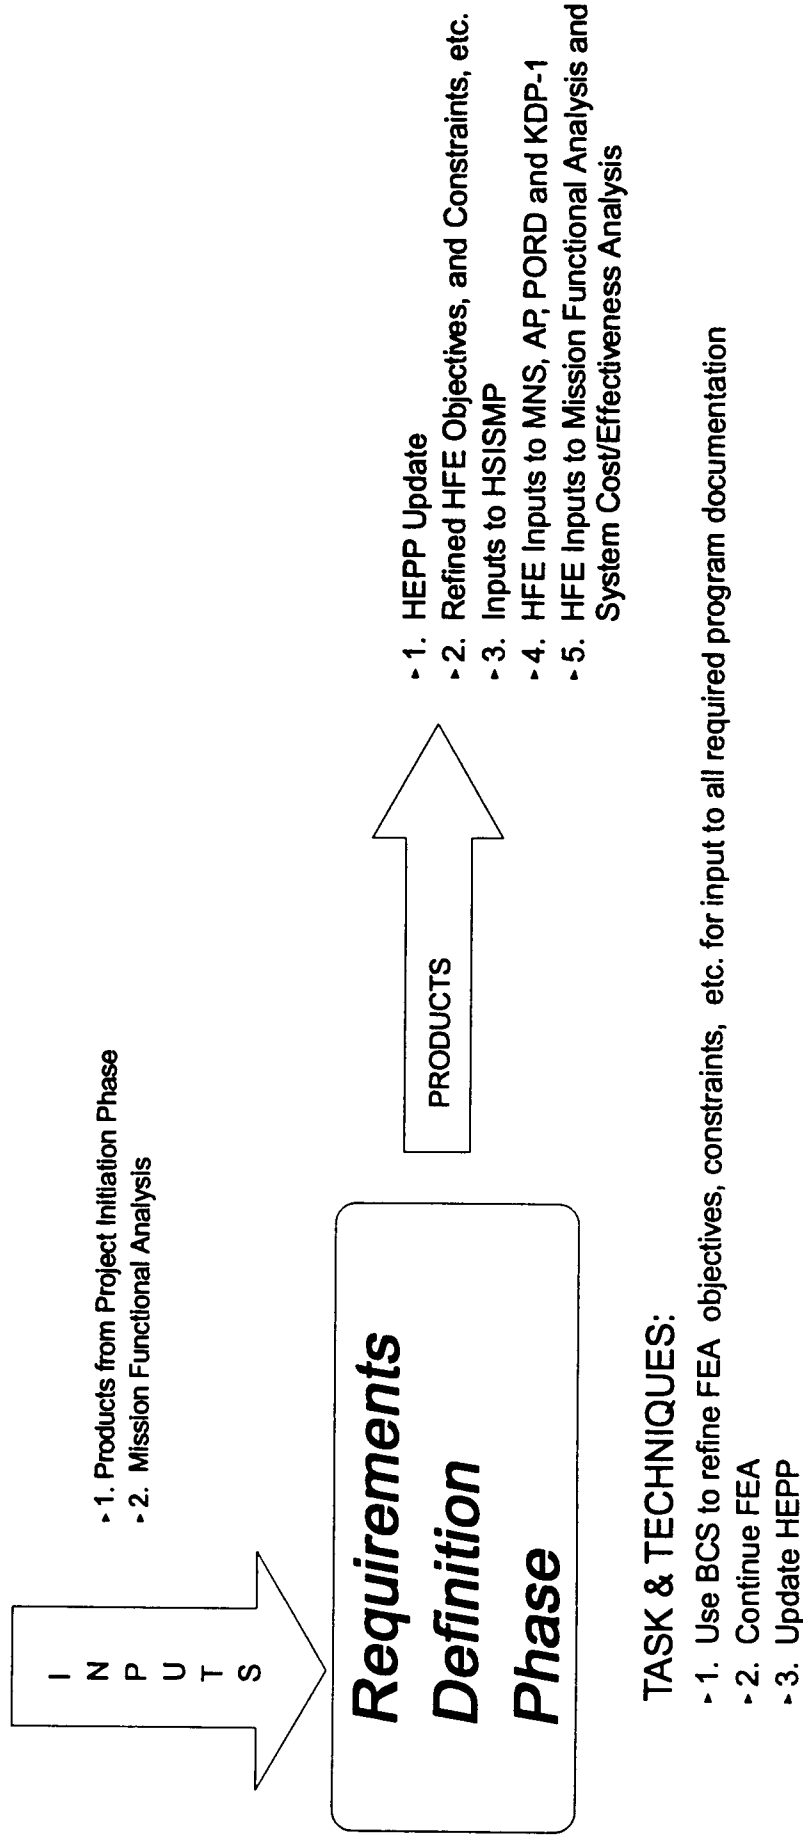 I
N
P
U
T
S
‣ 1. Products from Project Initiation Phase
‣ 2. Mission Functional Analysis
Requirements
Definition
Phase
PRODUCTS
‣ 1. HEPP Update
‣ 2. Refined HFE Objectives, and Constraints, etc.
‣ 3. Inputs to HSISMP
‣ 4. HFE Inputs to MNS, AP, PORD and KDP-1
‣ 5. HFE Inputs to Mission Functional Analysis and
System Cost/Effectiveness Analysis
TASK & TECHNIQUES:
‣ 1. Use BCS to refine FEA objectives, constraints, etc. for input to all required program documentation
‣ 2. Continue FEA
‣ 3. Update HEPP